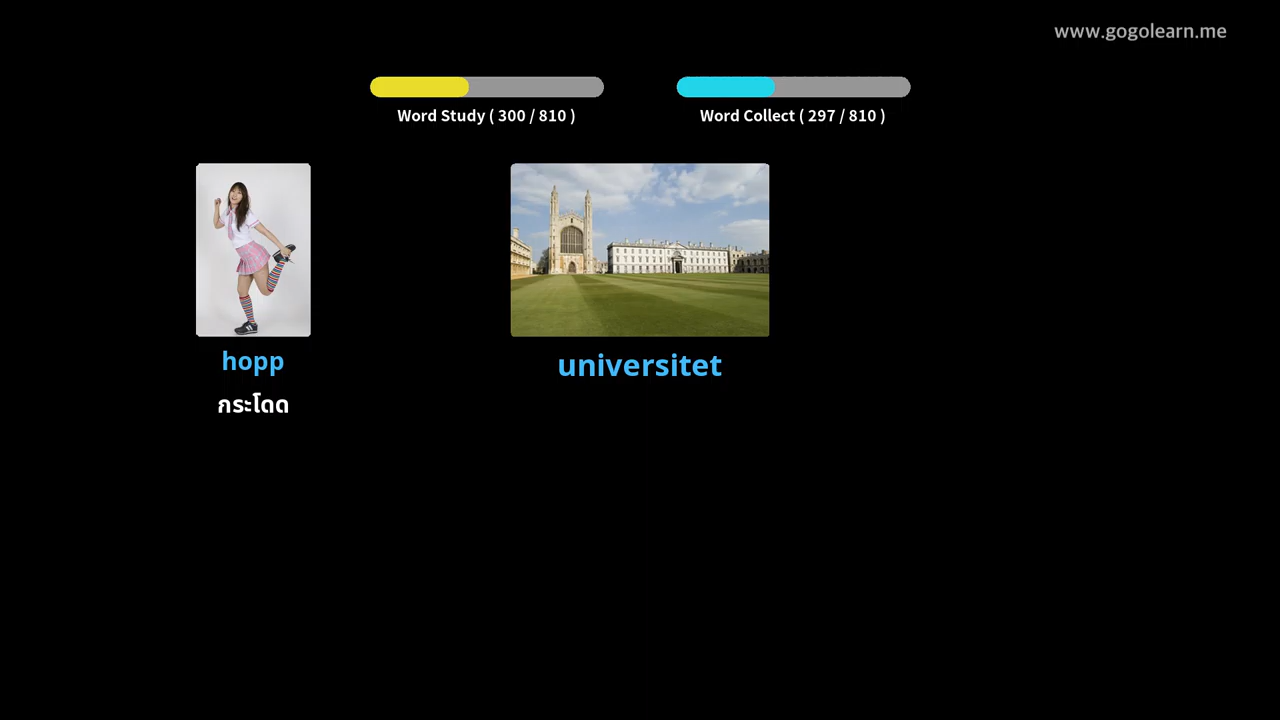 www.gogolearn.me
Word Study ( 300 / 810 )
Word Collect ( 297 / 810 )
hopp
universitet
กระโดด